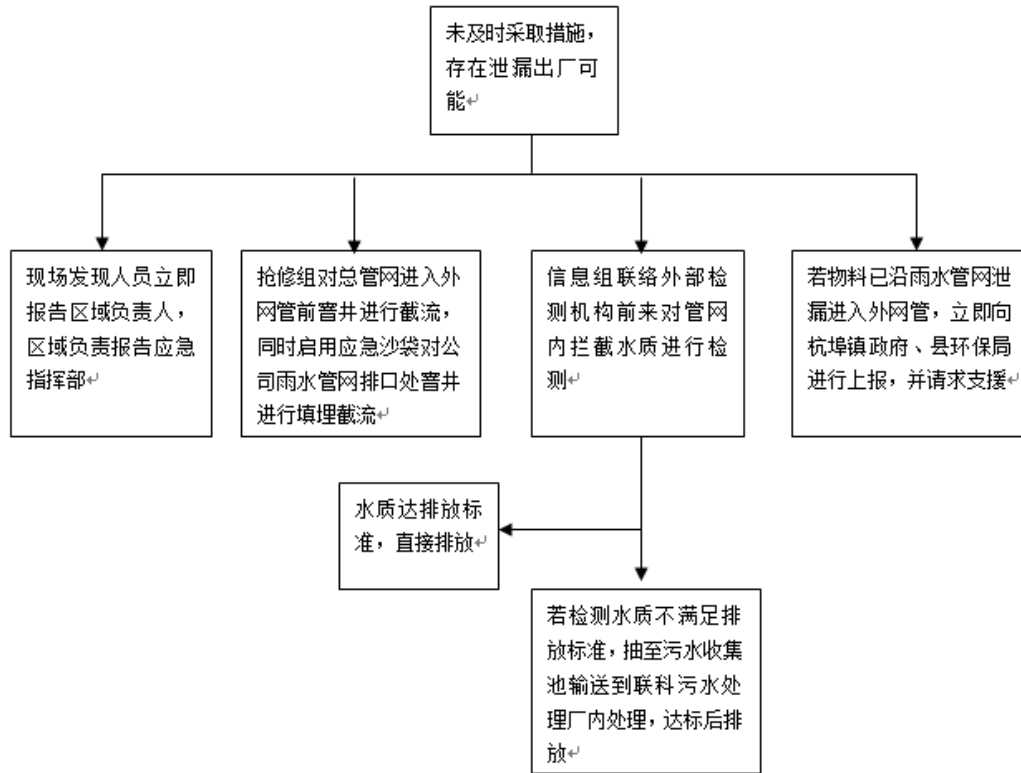 未及时采取措施，
存在泄漏出厂可
能↵
现场发现人员立即
报告区域负责人，
区域负责报告应急
指挥部↵
抢修组对总管网进入外
网管前窨井进行截流，
同时启用应急沙袋对公
司雨水管网排口处窨井
进行填埋截流↵
信息组联络外部检
测机构前来对管网
内拦截水质进行检
测↵
若物料已沿雨水管网泄
漏进入外网管，立即向
杭埠镇政府、县环保局
进行上报，并请求支援↵
水质达排放标
准，直接排放↵
若检测水质不满足排
放标准，抽至污水收集
池输送到联科污水处
理厂内处理，达标后排
放↵